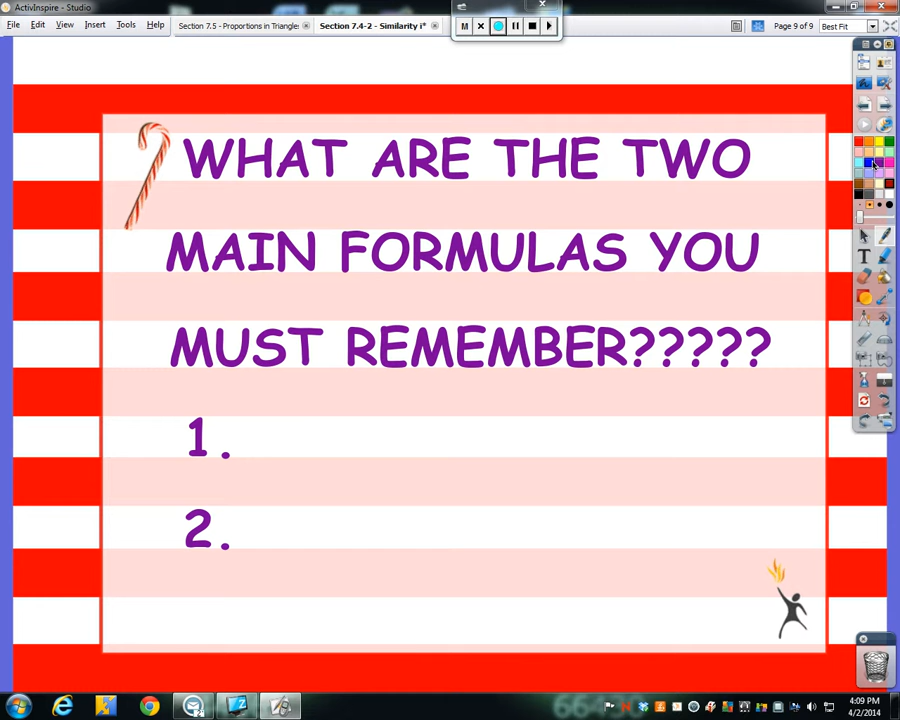 ActivInspire - Studio
File Edit View Insert Tools Help
Section 7.5 - Proportions in Triangle: Section 7.4-2 - Similarity i*
M
Page 9 of 9 Best Fit
WHAT ARE THE TWO
MAIN FORMULAS YOU
MUST REMEMBER?????
1.
2.
4:09 PM
4/2/2014